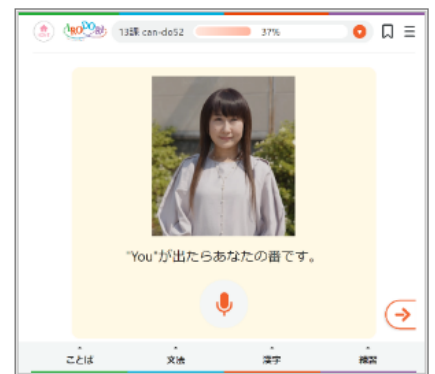 IRODORI
13課 can-do52 37%
"You"が出たらあなたの番です。
ことば 文法 漢字 練習